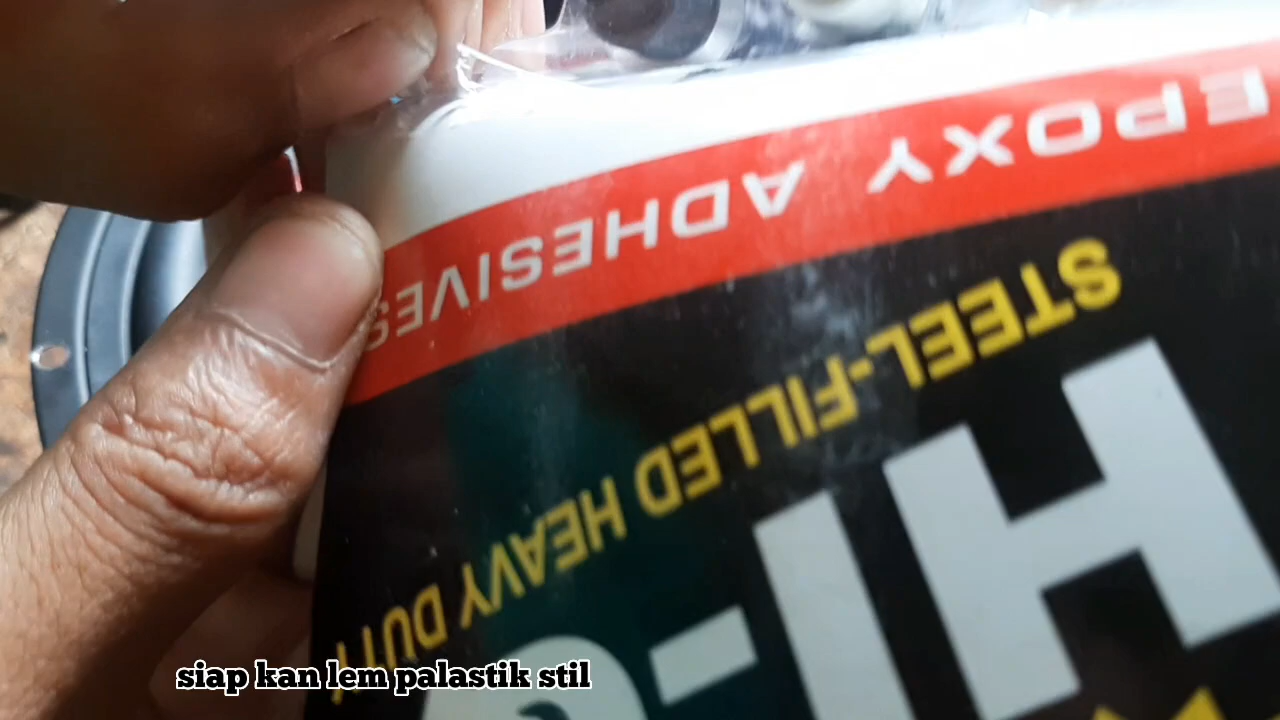 EPOXY ADHESIVES
STEEL-FILLED HEAVY DUTY
HI-
siap kan lem palastik stil